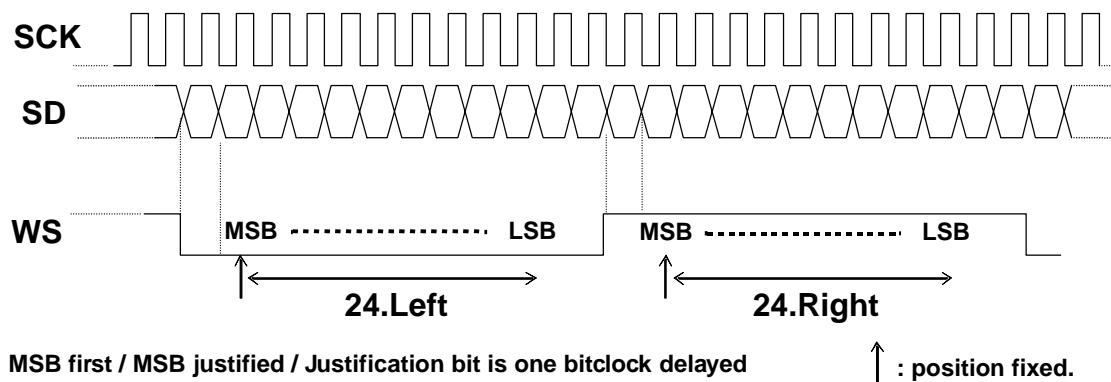 SCK
SD
WS
MSB LSB MSB LSB
24.Left 24.Right
MSB first / MSB justified / Justification bit is one bitclock delayed : position fixed.